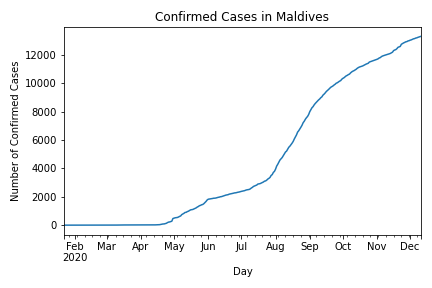 Confirmed Cases in Maldives
Number of Confirmed Cases
12000
10000
8000
6000
4000
2000
0
Feb Mar Apr May Jun Jul Aug Sep Oct Nov Dec
2020
Day